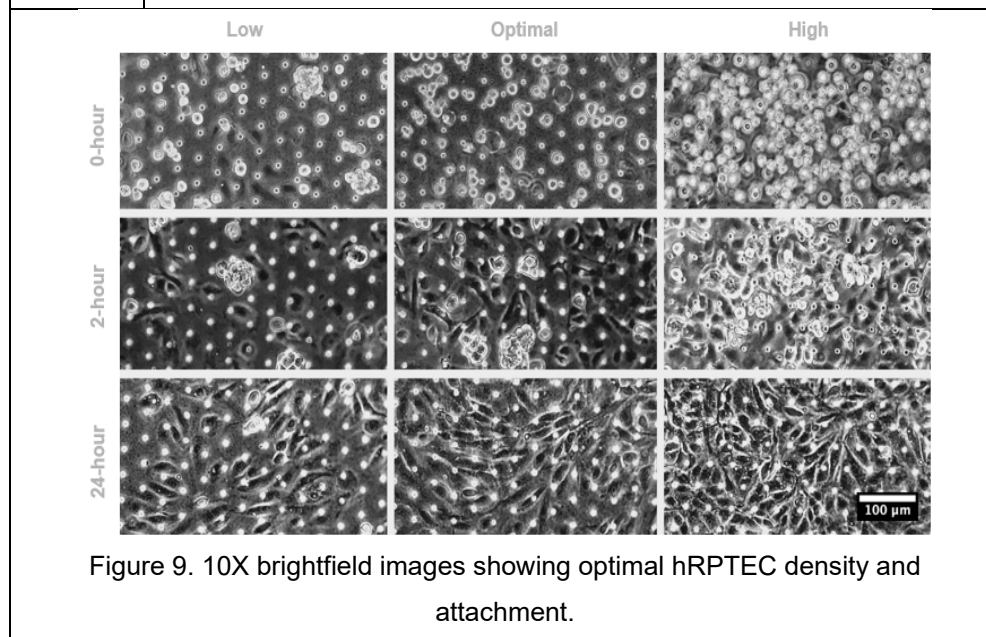 Low Optimal High
0-hour
2-hour
24-hour
100 µm
Figure 9. 10X brightfield images showing optimal hRPTEC density and
attachment.